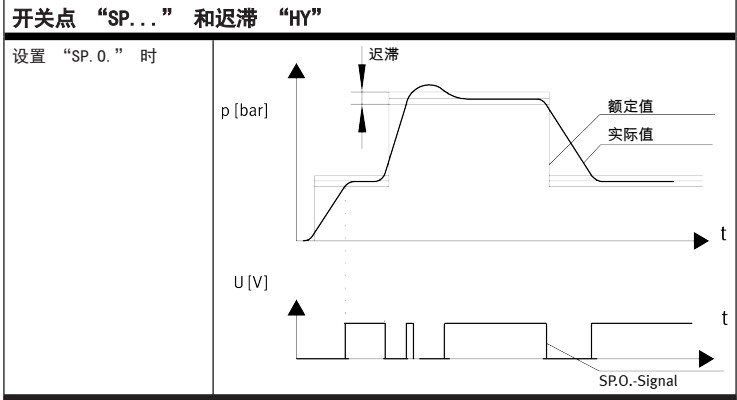 开关点 “SP...” 和迟滞 “HY”
设置 “SP.O.” 时
迟滞
p [bar]
额定值
实际值
t
U [V]
t
SP.O.-Signal